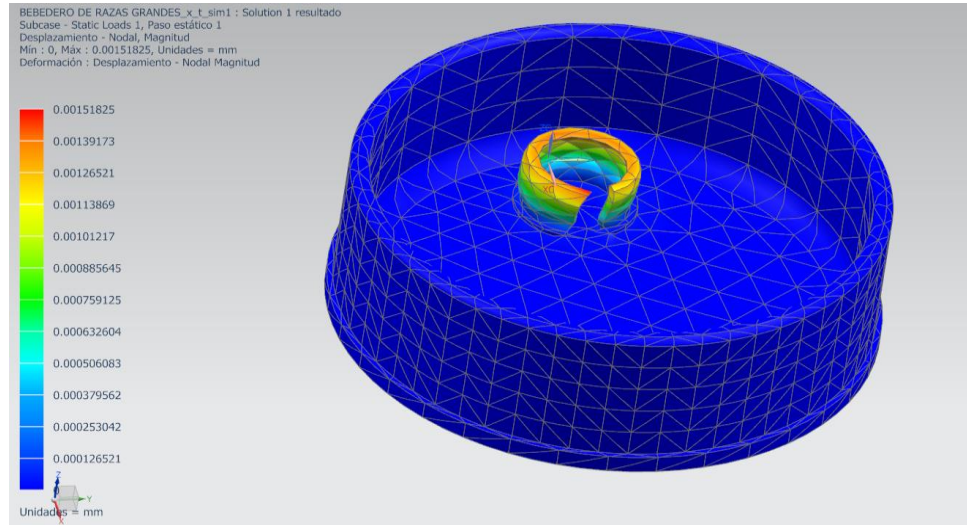 BEBEDERO DE RAZAS GRANDES_x_t_sim1 : Solution 1 resultado
Subcase - Static Loads 1, Paso estático 1
Desplazamiento - Nodal, Magnitud
Mín : 0, Máx : 0.00151825, Unidades = mm
Deformación : Desplazamiento - Nodal Magnitud
0.00151825
0.00139173
0.00126521
0.00113869
0.00101217
0.000885645
0.000759125
0.000632604
0.000506083
0.000379562
0.000253042
0.000126521
Z
Y
X
Unidades = mm